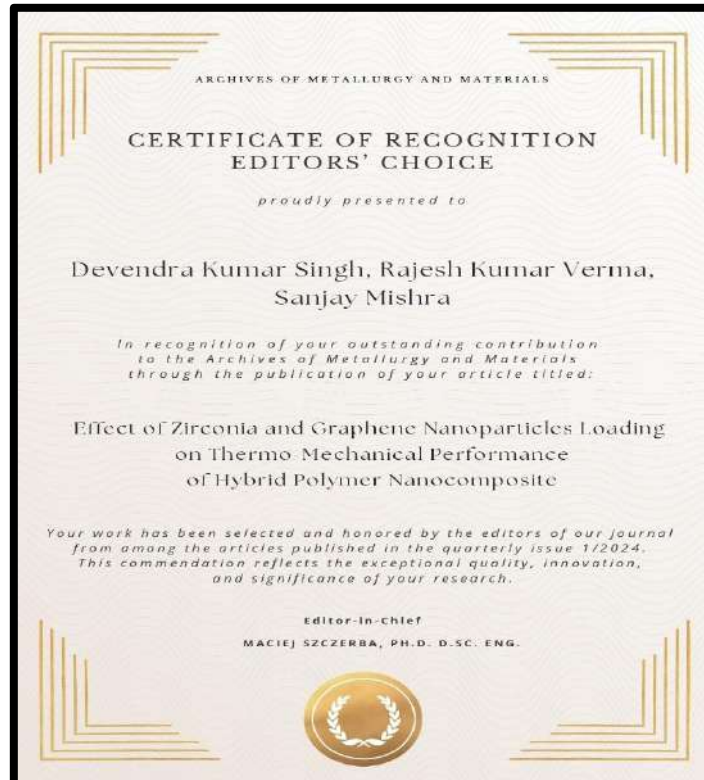 ARCHIVES OF METALLURGY AND MATERIALS
CERTIFICATE OF RECOGNITION
EDITORS' CHOICE
proudly presented to
Devendra Kumar Singh, Rajesh Kumar Verma,
Sanjay Mishra
In recognition of your outstanding contribution
to the Archives of Metallurgy and Materials
through the publication of your article titled:
Effect of Zirconia and Graphene Nanoparticles Loading
on Thermo-Mechanical Performance
of Hybrid Polymer Nanocomposite
Your work has been selected and honored by the editors of our journal
from among the articles published in the quarterly issue 1/2024.
This commendation reflects the exceptional quality, innovation,
and significance of your research.
Editor-in-Chief
MACIEJ SZCZERBA, PH.D. D.SC. ENG.